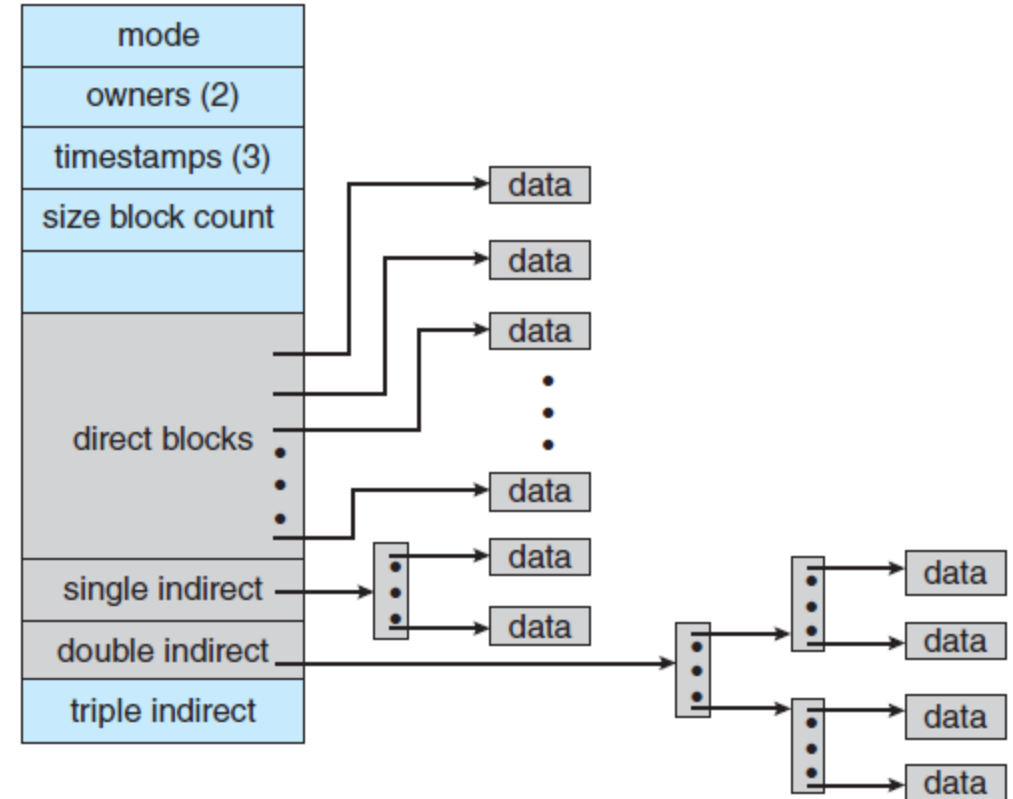 mode
owners (2)
timestamps (3)
size block count
data
data
data
direct blocks
data
data
single indirect
data
double indirect
triple indirect
data
data
data
data